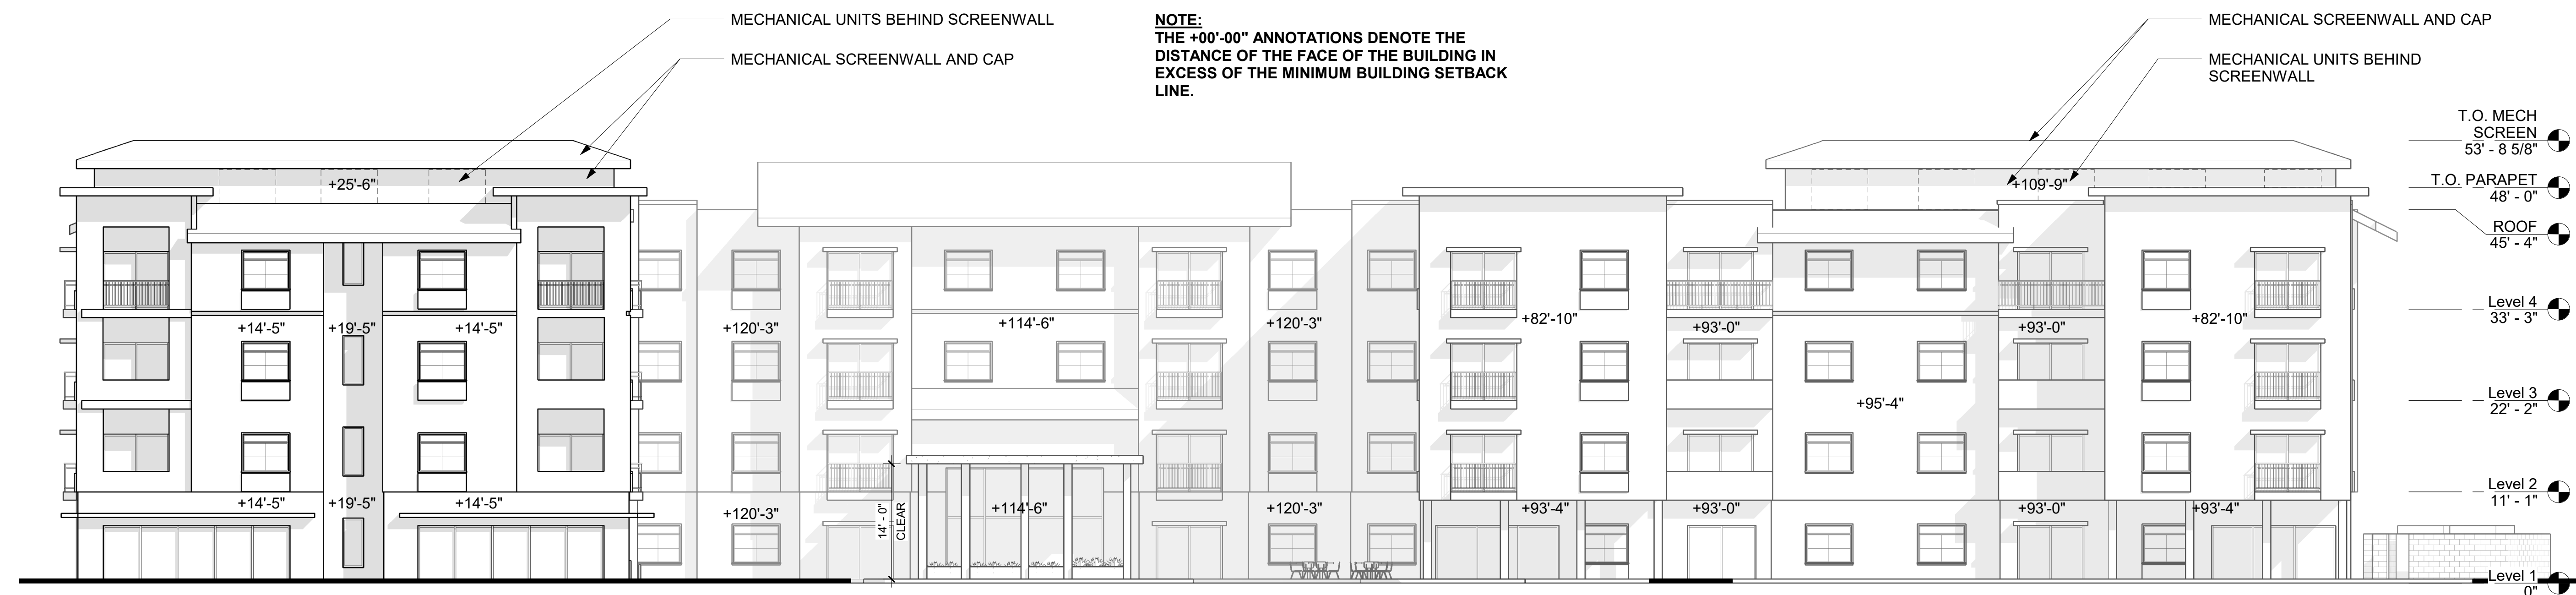 MECHANICAL UNITS BEHIND SCREENWALL
MECHANICAL SCREENWALL AND CAP
NOTE:
THE +00'-00" ANNOTATIONS DENOTE THE
DISTANCE OF THE FACE OF THE BUILDING IN
EXCESS OF THE MINIMUM BUILDING SETBACK
LINE.
MECHANICAL SCREENWALL AND CAP
MECHANICAL UNITS BEHIND
SCREENWALL
T.O. MECH
SCREEN
53' - 8 5/8"
T.O. PARAPET
48' - 0"
ROOF
45' - 4"
Level 4
33' - 3"
Level 3
22' - 2"
Level 2
11' - 1"
Level 1
0"
+25'-6"
+109'-9"
+14'-5"
+19'-5"
+14'-5"
+120'-3"
+114'-6"
+120'-3"
+82'-10"
+93'-0"
+93'-0"
+82'-10"
+95'-4"
+14'-5"
+19'-5"
+14'-5"
+120'-3"
14' - 0"
CLEAR
+114'-6"
+120'-3"
+93'-4"
+93'-0"
+93'-0"
+93'-4"